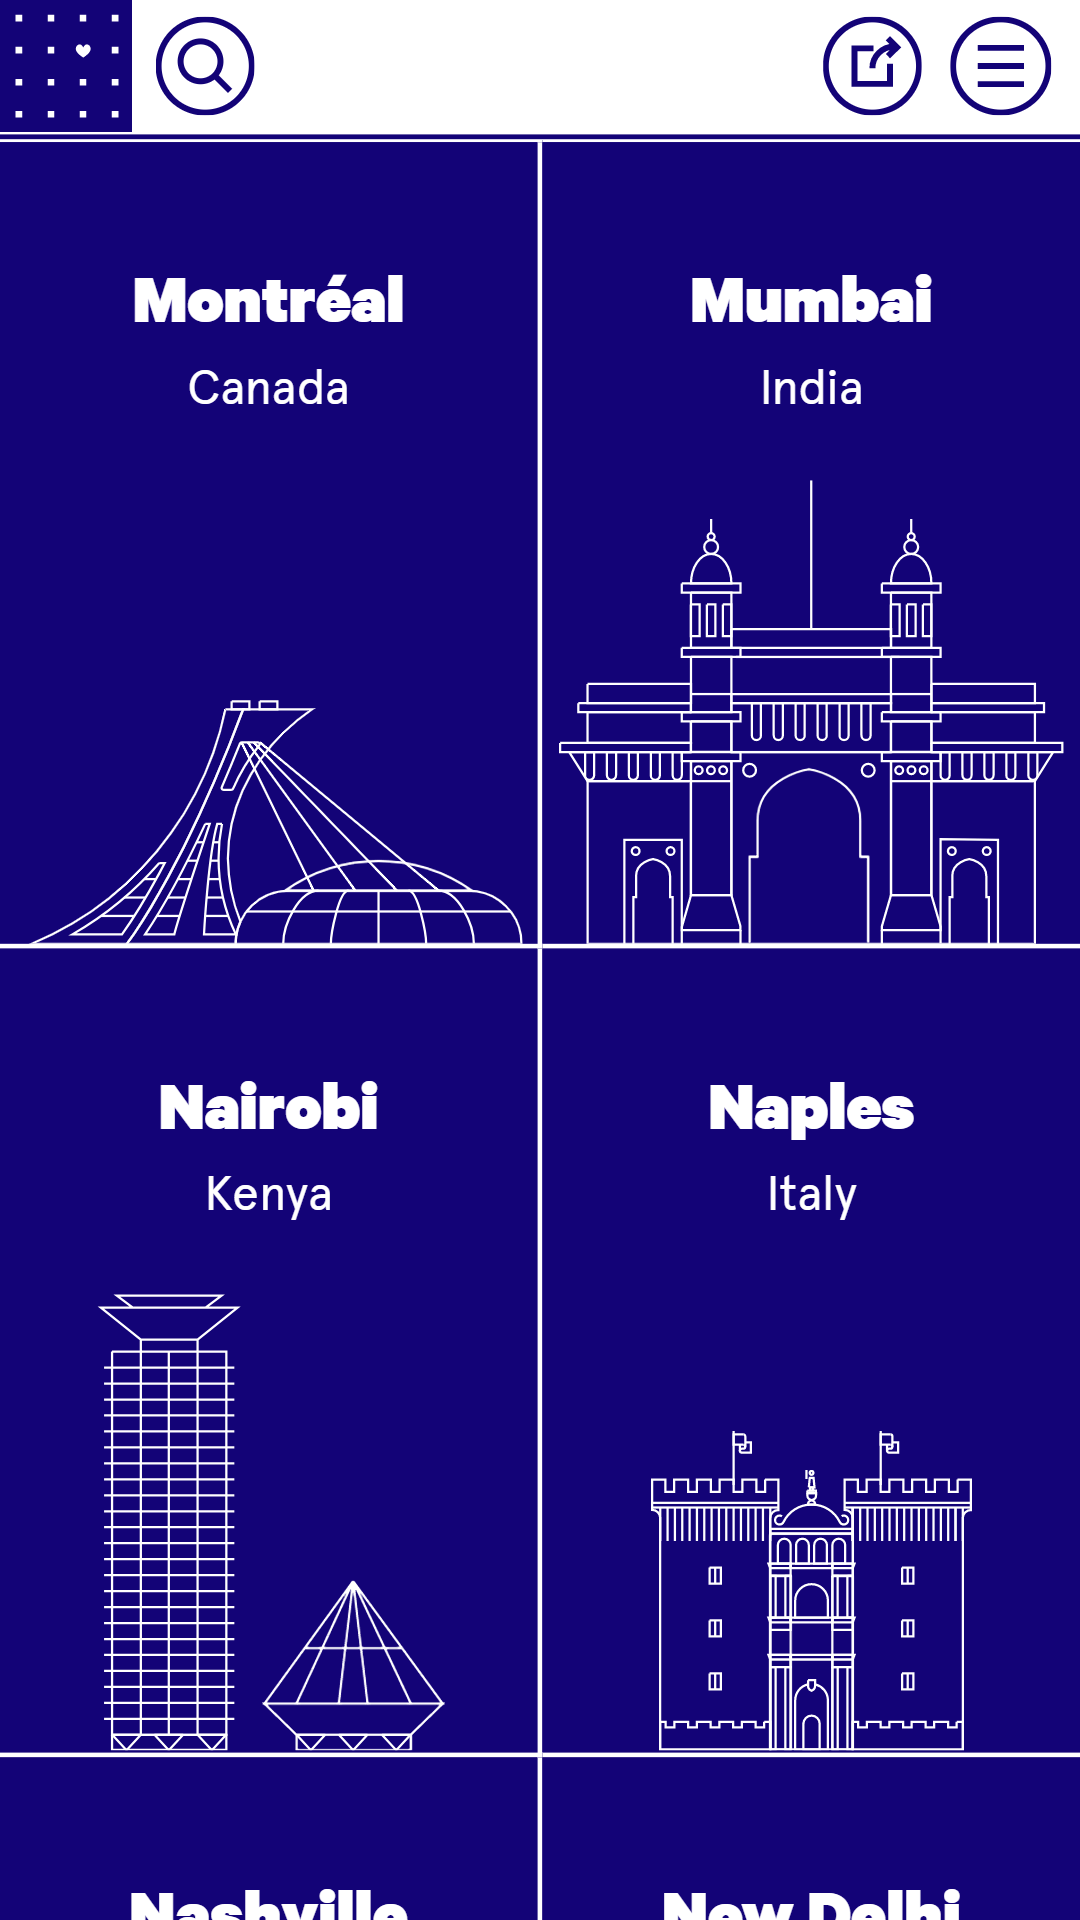 Montréal
Canada
Mumbai
India
Nairobi
Kenya
Naples
Italy
Nashville
New Delhi